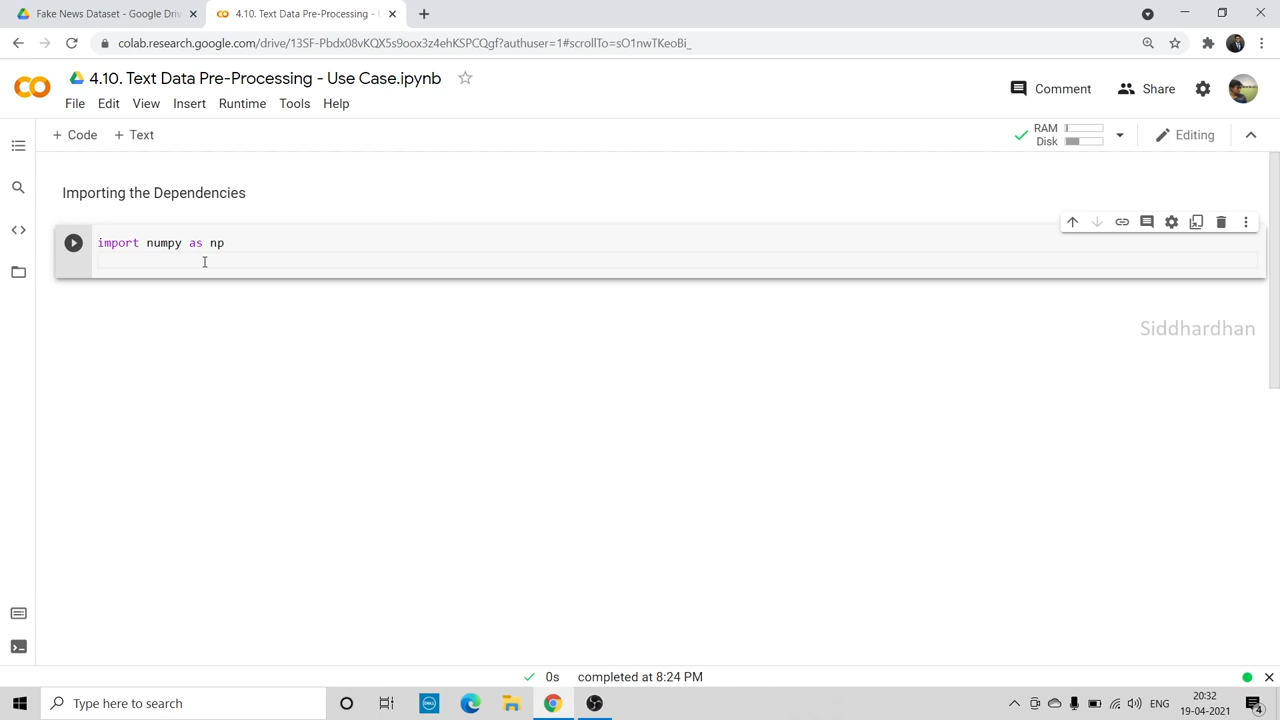 Fake News Dataset - Google Driv
4.10. Text Data Pre-Processing - U
colab.research.google.com/drive/13SF-Pbdx08vKQX5s9oox3z4ehKSPCQgf?authuser=1#scrollTo=sO1nwTKeoBi_
4.10. Text Data Pre-Processing - Use Case.ipynb
File Edit View Insert Runtime Tools Help
Comment
Share
+ Code + Text
RAM
Disk
Editing
Importing the Dependencies
import numpy as np
Siddhardhan
0s completed at 8:24 PM
Type here to search
DELL
ENG
20:32
19-04-2021
4